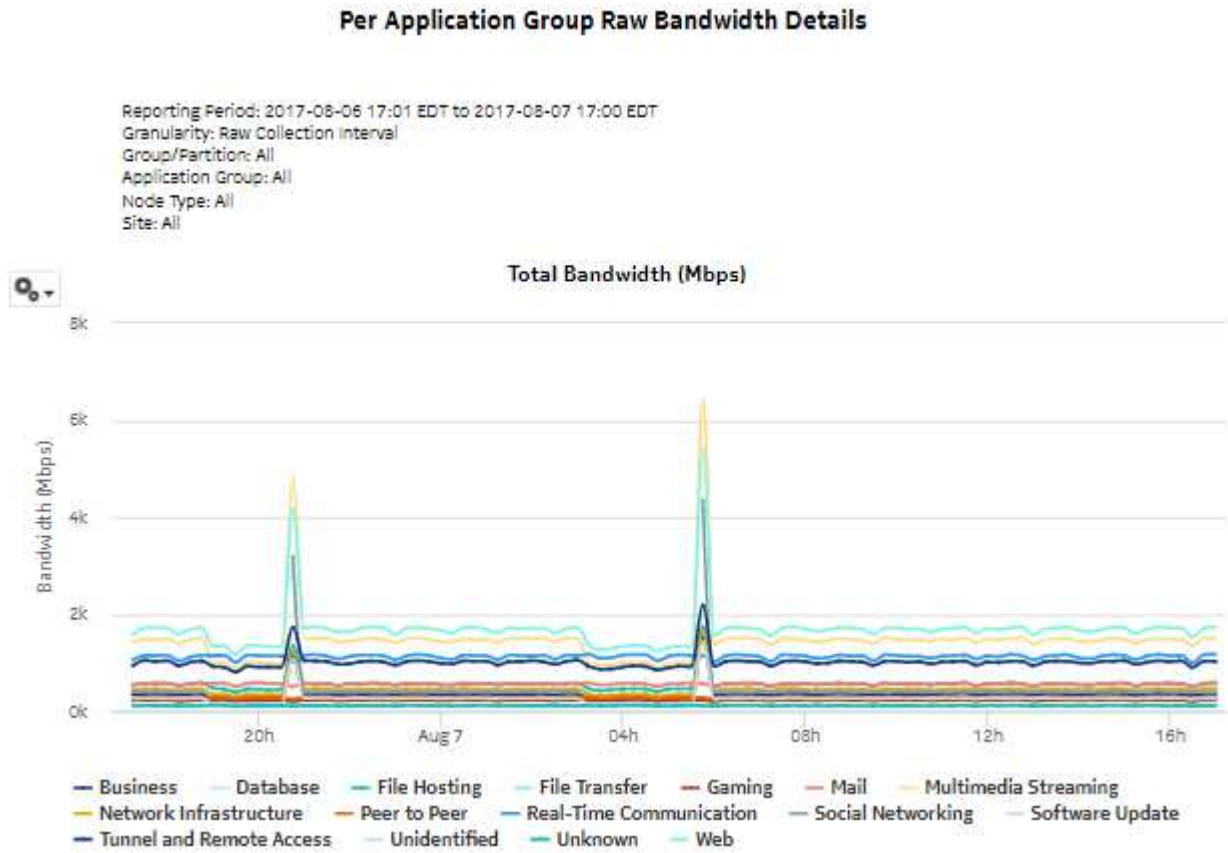 Per Application Group Raw Bandwidth Details
Reporting Period: 2017-08-06 17:01 EDT to 2017-08-07 17:00 EDT
Granularity: Raw Collection Interval
Group/Partition: All
Application Group: All
Node Type: All
Site: All
Total Bandwidth (Mbps)
8k
6k
4k
2k
0k
Bandwidth (Mbps)
20h Aug 7 04h 08h 12h 16h
Business Database File Hosting File Transfer Gaming Mail Multimedia Streaming
Network Infrastructure Peer to Peer Real-Time Communication Social Networking Software Update
Tunnel and Remote Access Unidentified Unknown Web